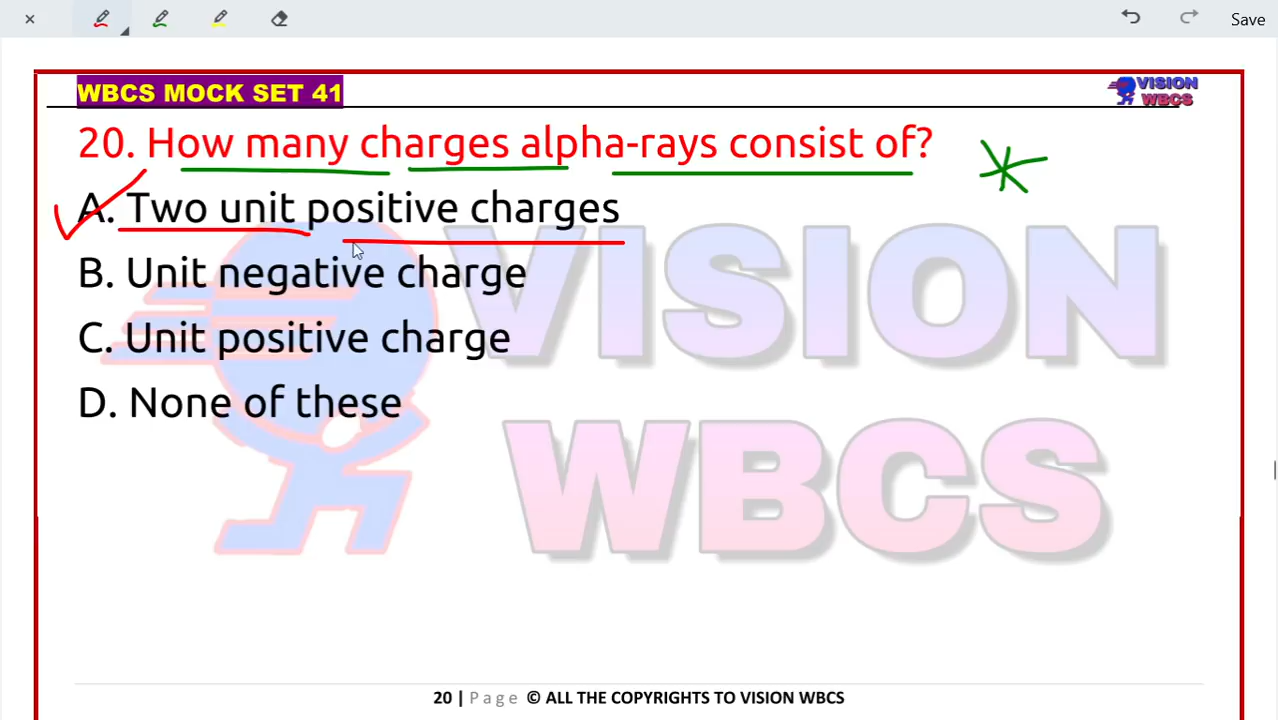 Save
WBCS MOCK SET 41
VISION
WBCS
20. How many charges alpha-rays consist of?
A. Two unit positive charges
B. Unit negative charge
C. Unit positive charge
D. None of these
VISION
WBCS
20 | Page © ALL THE COPYRIGHTS TO VISION WBCS